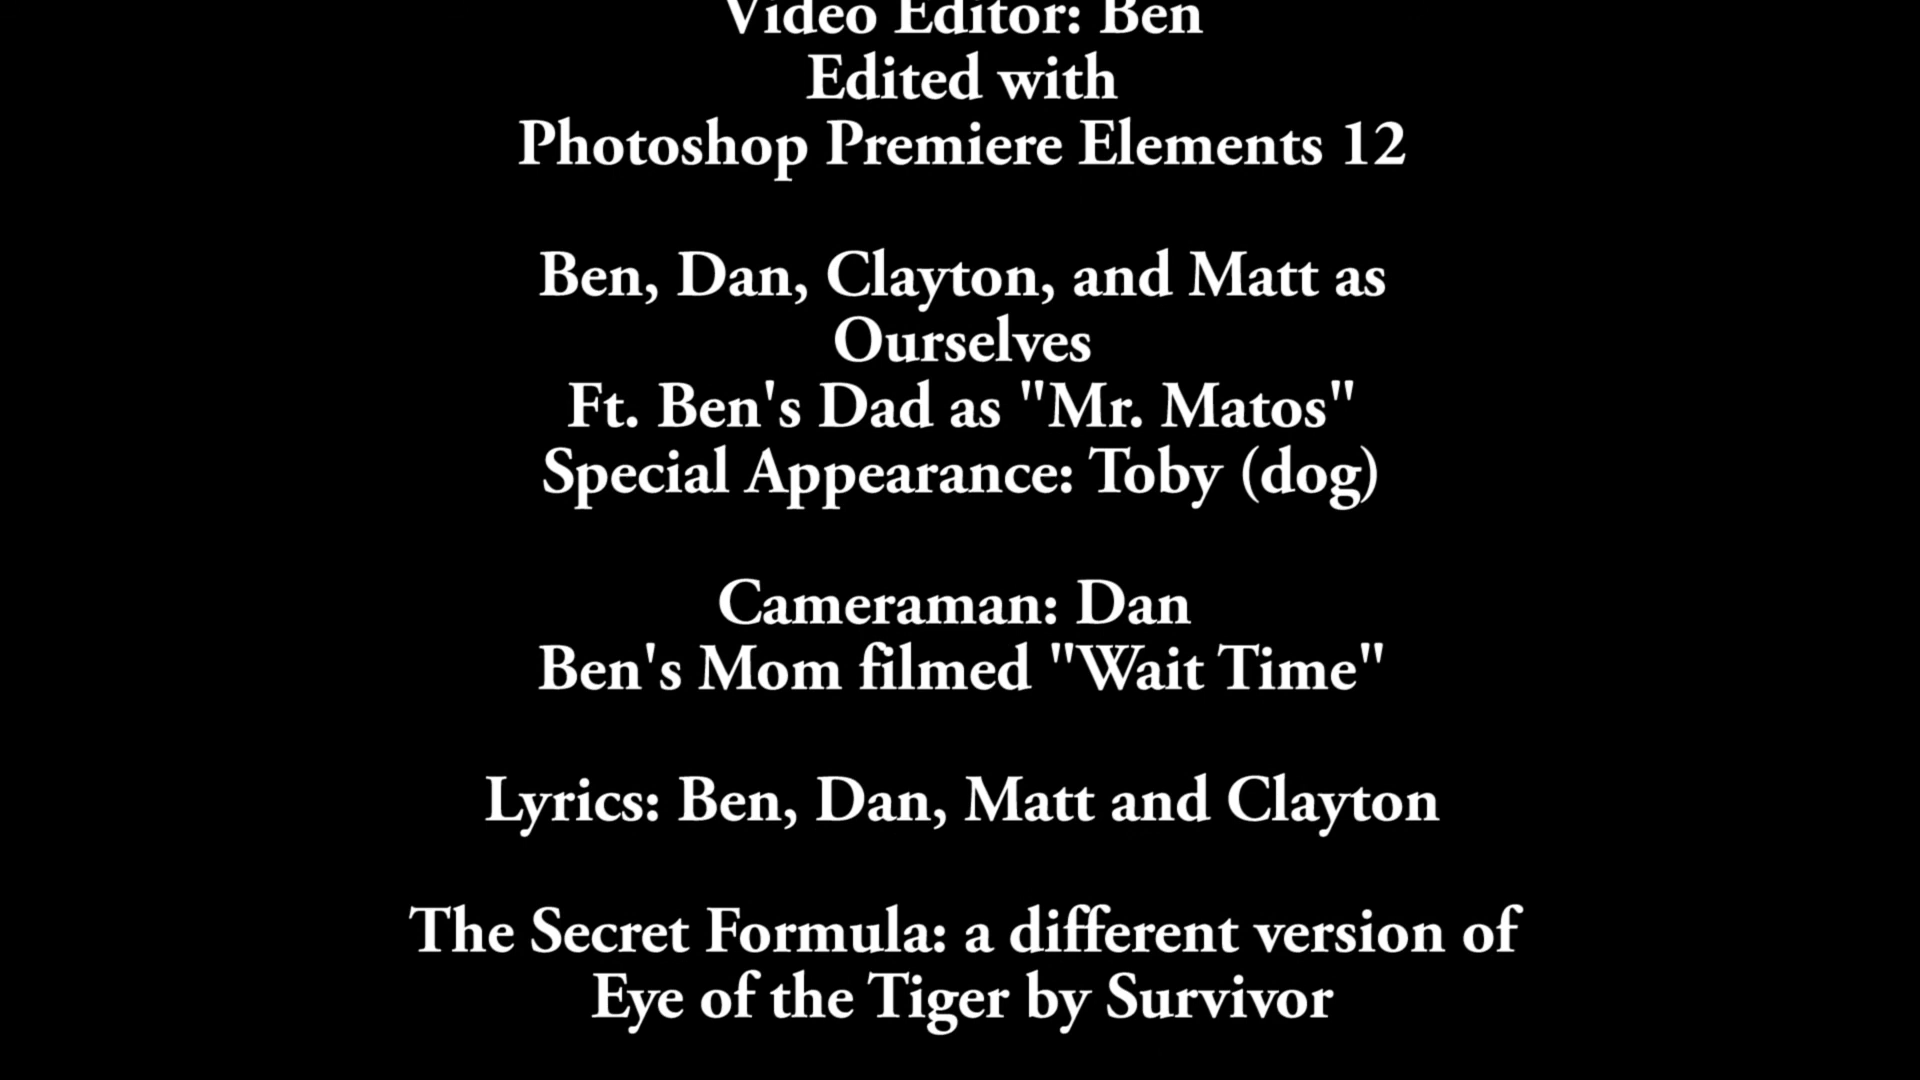 Video Editor: Ben
Edited with
Photoshop Premiere Elements 12
Ben, Dan, Clayton, and Matt as
Ourselves
Ft. Ben's Dad as "Mr. Matos"
Special Appearance: Toby (dog)
Cameraman: Dan
Ben's Mom filmed "Wait Time"
Lyrics: Ben, Dan, Matt and Clayton
The Secret Formula: a different version of
Eye of the Tiger by Survivor